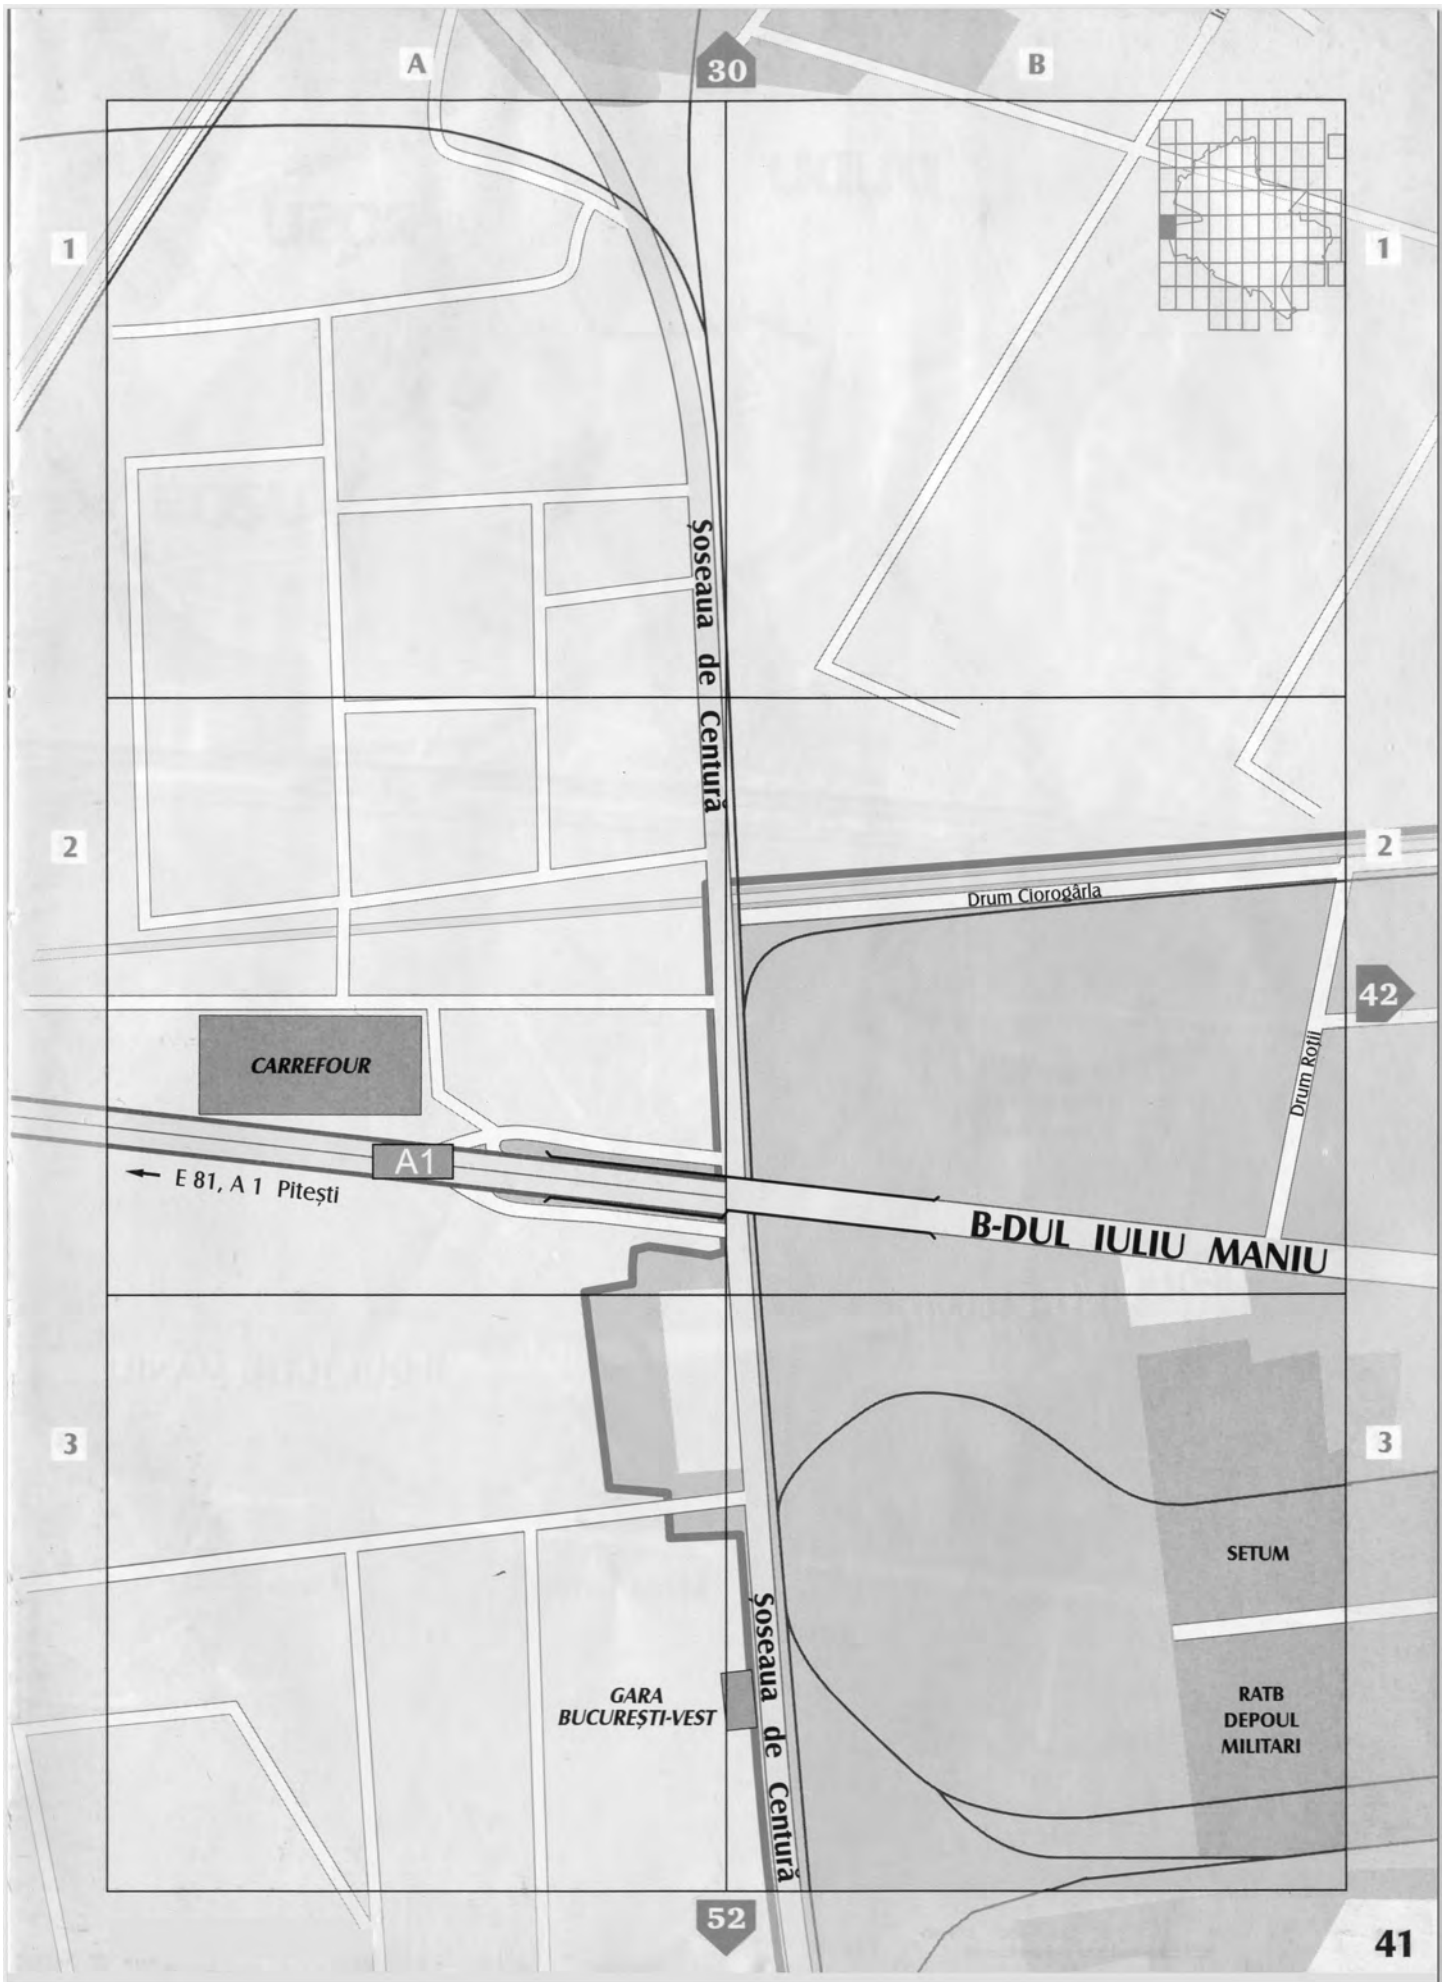 A
30
B
1
1
Șoseaua de Centură
2
2
Drum Ciorogârla
42
CARREFOUR
Drum Roții
A1
E 81, A 1 Pitești
B-DUL IULIU MANIU
3
3
SETUM
Șoseaua de Centură
GARA
BUCUREȘTI-VEST
RATB
DEPOUL
MILITARI
52
41